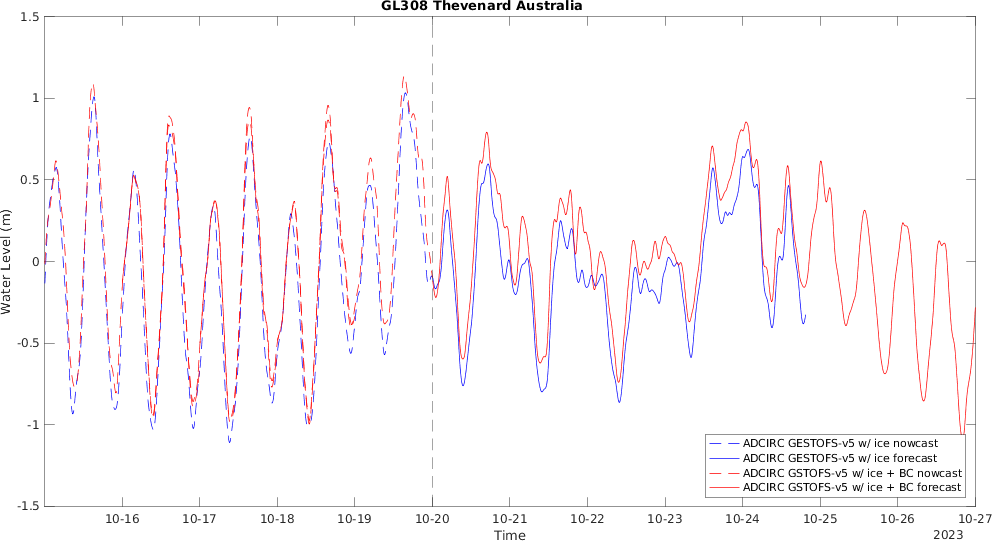 GL308 Thevenard Australia
1.5
1
0.5
0
-0.5
-1
-1.5
Water Level (m)
10-16 10-17 10-18 10-19 10-20 10-21 10-22 10-23 10-24 10-25 10-26 10-27
Time
2023
ADCIRC GESTOFS-v5 w/ ice nowcast
ADCIRC GESTOFS-v5 w/ ice forecast
ADCIRC GSTOFS-v5 w/ ice + BC nowcast
ADCIRC GSTOFS-v5 w/ ice + BC forecast